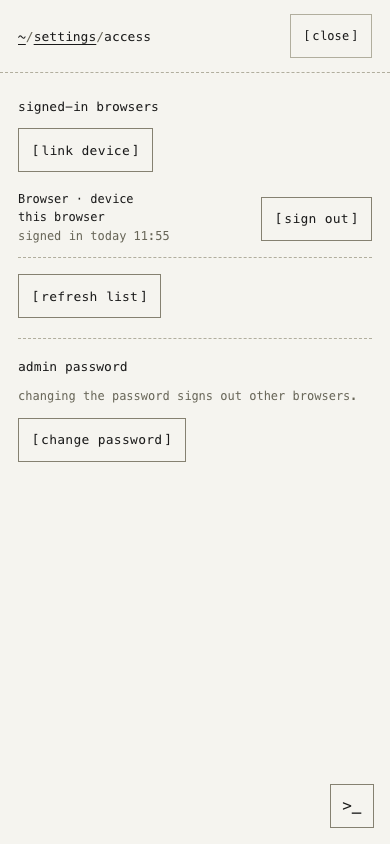 ~/settings/access
[close]
signed-in browsers
[link device]
Browser · device
this browser
signed in today 11:55
[sign out]
[refresh list]
admin password
changing the password signs out other browsers.
[change password]
>_